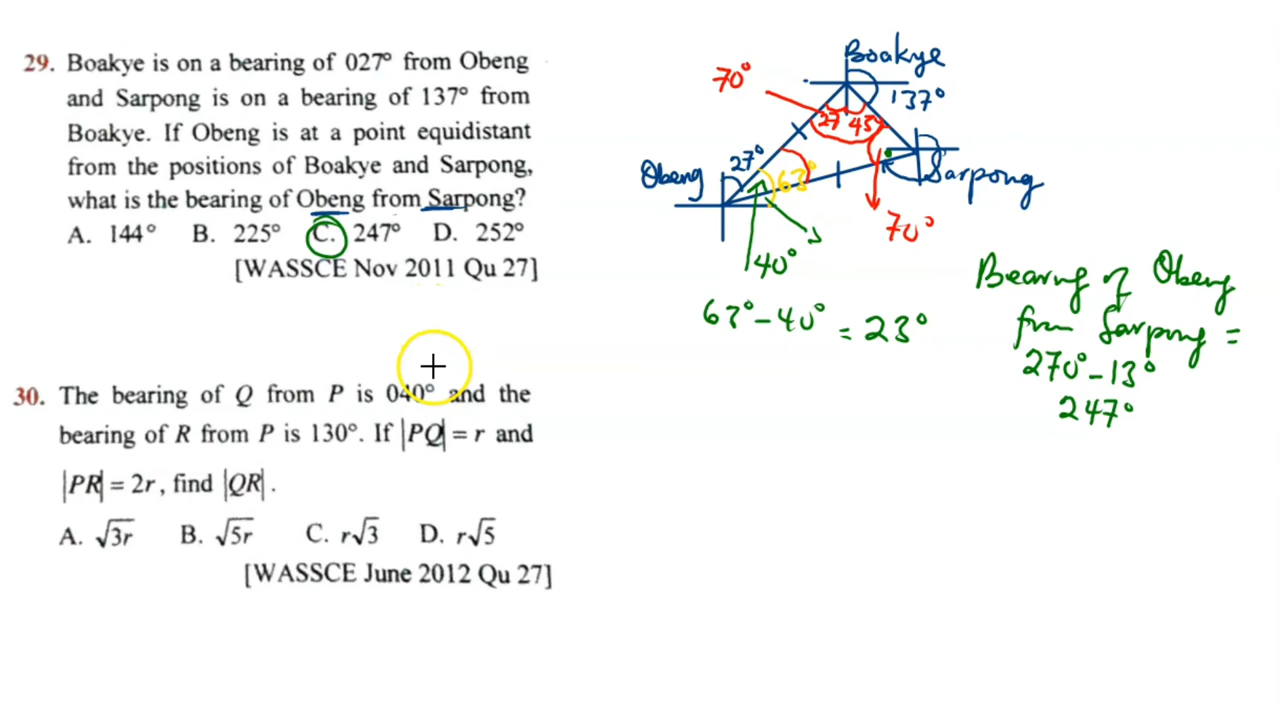 29. Boakye is on a bearing of 027° from Obeng
and Sarpong is on a bearing of 137° from
Boakye. If Obeng is at a point equidistant
from the positions of Boakye and Sarpong,
what is the bearing of Obeng from Sarpong?
A. 144° B. 225° C. 247° D. 252°
[WASSCE Nov 2011 Qu 27]
30. The bearing of Q from P is 040° and the
bearing of R from P is 130°. If |PQ| = r and
|PR| = 2r, find |QR|.
A. √3r B. √5r C. r√3 D. r√5
[WASSCE June 2012 Qu 27]
Boakye
70°
137°
27 43°
27°
Obeng
63°
Sarpong
70°
40°
63° - 40° = 23°
Bearing of Obeng
from Sarpong =
270° - 13°
247°